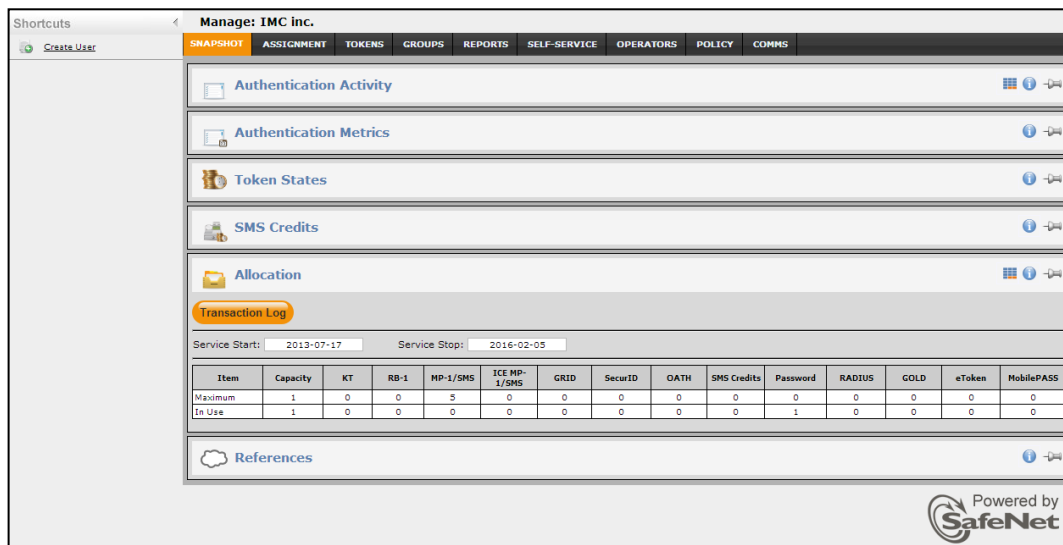 Shortcuts
Create User
Manage: IMC inc.
SNAPSHOT ASSIGNMENT TOKENS GROUPS REPORTS SELF-SERVICE OPERATORS POLICY COMMS
Authentication Activity
Authentication Metrics
Token States
SMS Credits
Allocation
Transaction Log
Service Start: 2013-07-17 Service Stop: 2016-02-05
Item Capacity KT RB-1 MP-1/SMS ICE MP-1/SMS GRID SecurID OATH SMS Credits Password RADIUS GOLD eToken MobilePASS
Maximum 1 0 0 5 0 0 0 0 0 0 0 0 0 0
In Use 1 0 0 0 0 0 0 0 0 1 0 0 0 0
References
Powered by
SafeNet